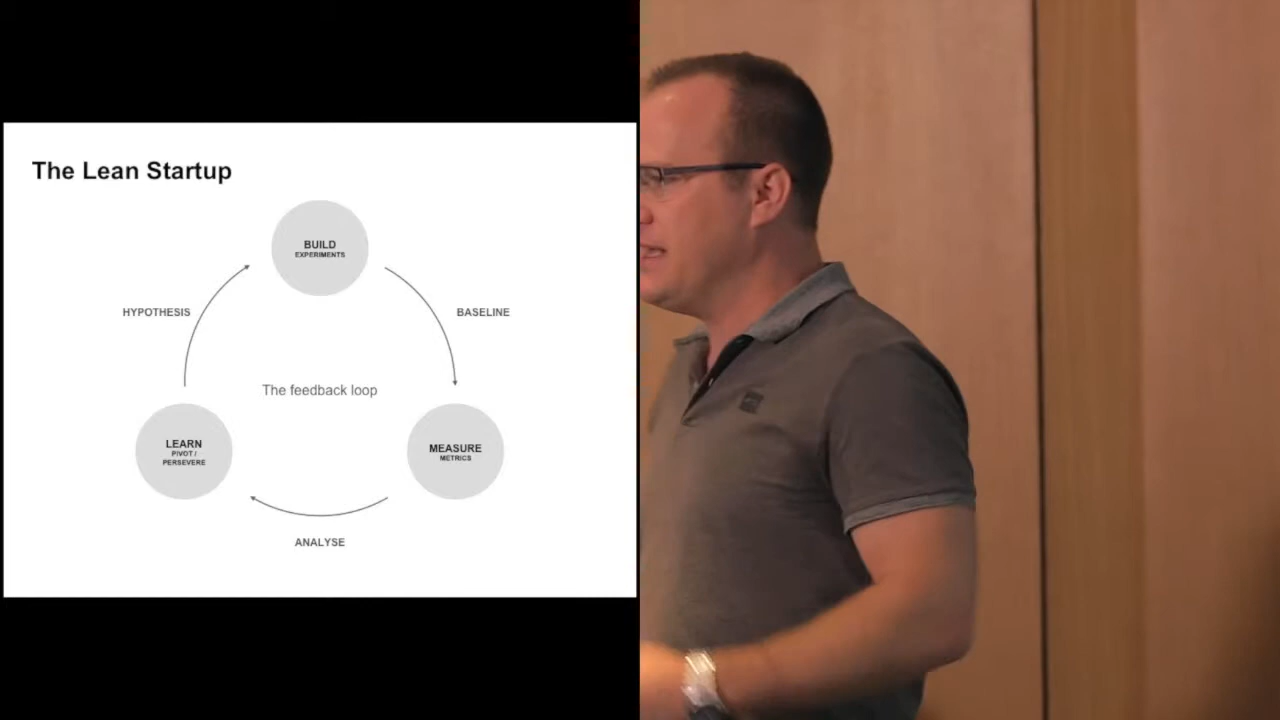 The Lean Startup
BUILD
EXPERIMENTS
HYPOTHESIS
BASELINE
The feedback loop
LEARN
PIVOT /
PERSEVERE
MEASURE
METRICS
ANALYSE